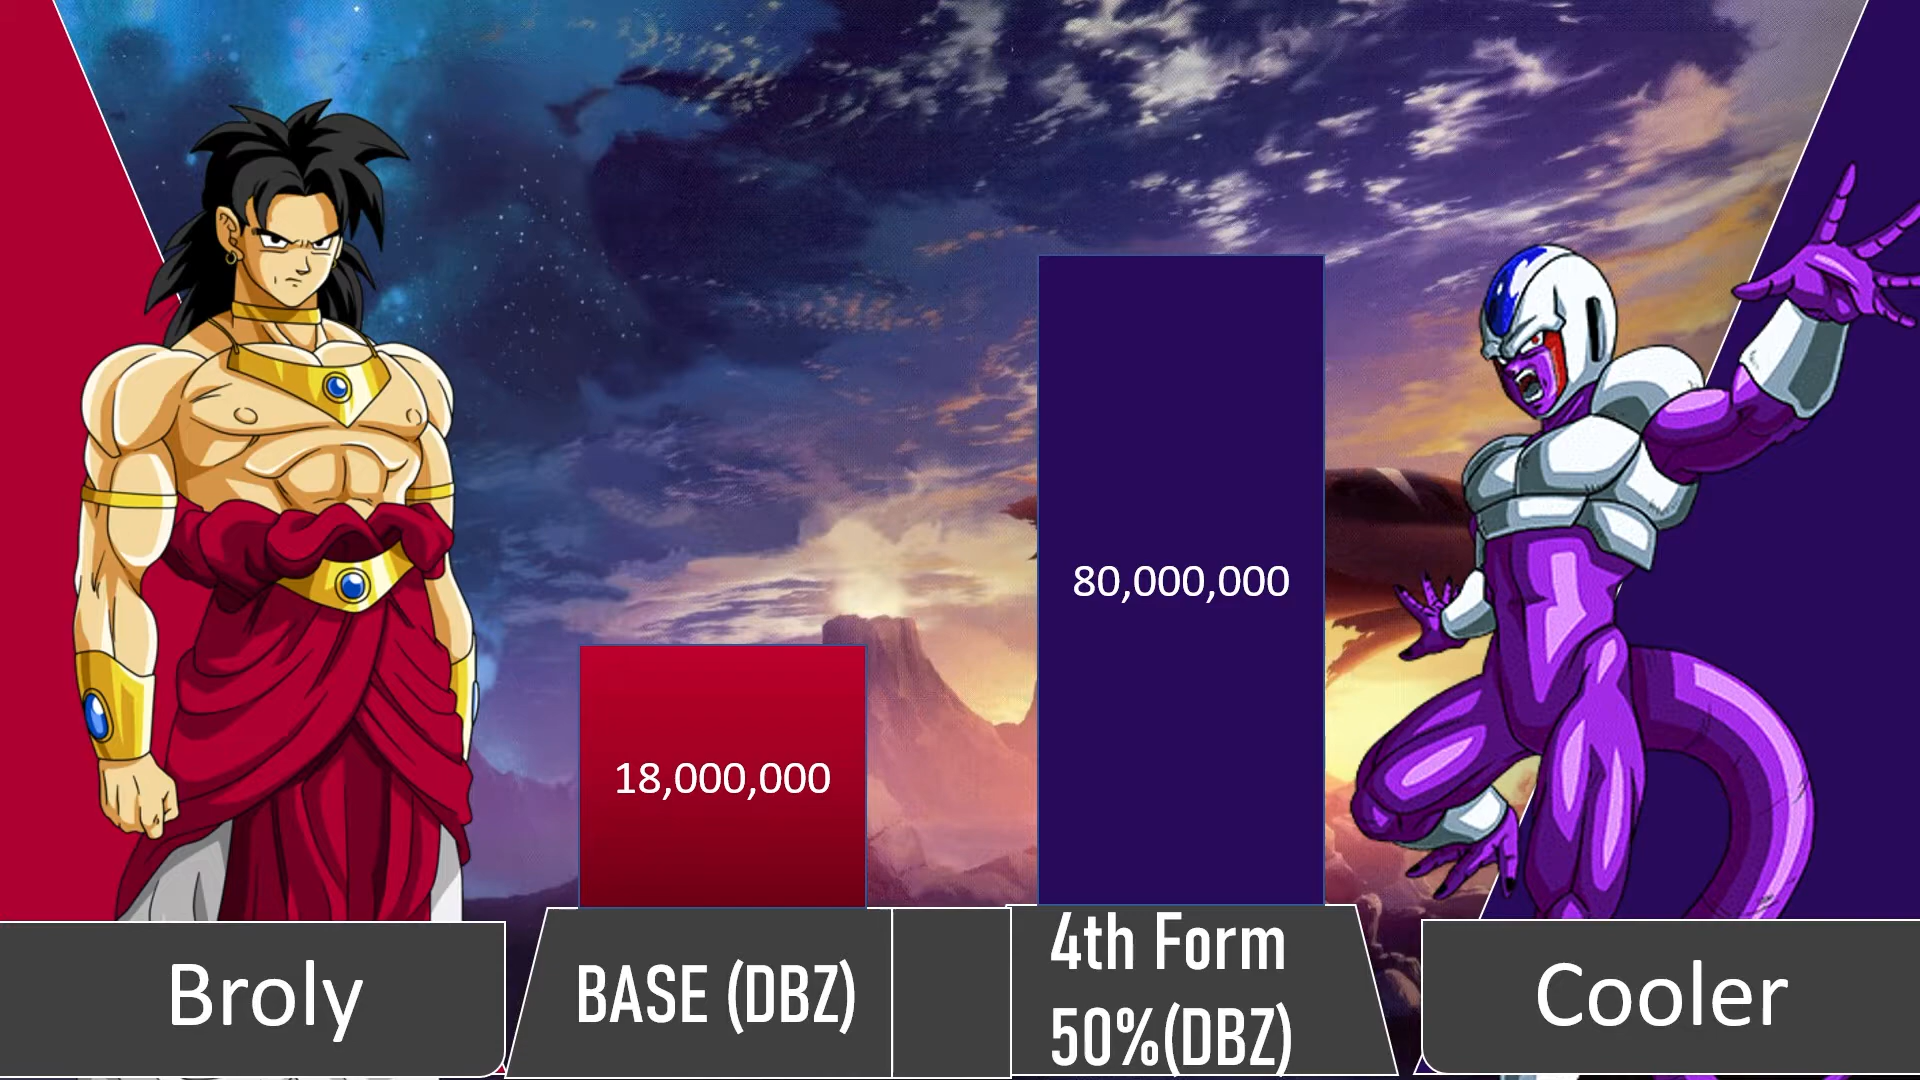 80,000,000
18,000,000
Broly
BASE (DBZ)
4th Form
50%(DBZ)
Cooler